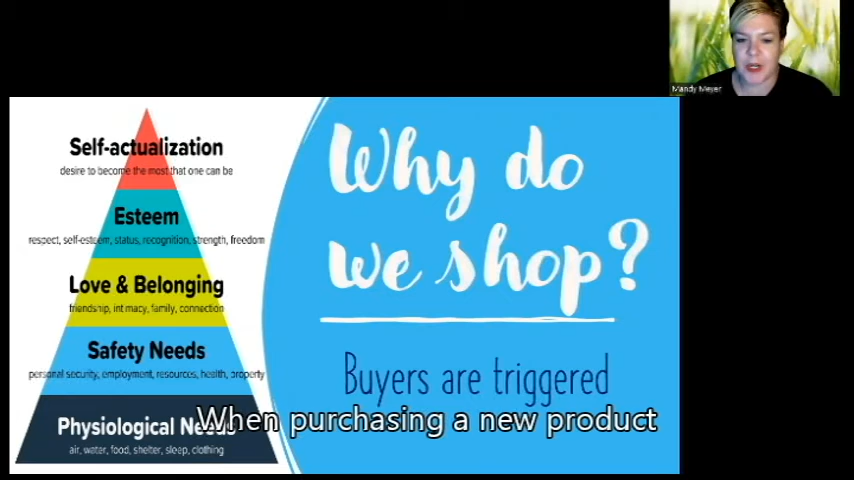 Mandy Meyer
Self-actualization
desire to become the most that one can be
Esteem
respect, self-esteem, status, recognition, strength, freedom
Love & Belonging
friendship, intimacy, family, connection
Safety Needs
personal security, employment, resources, health, property
Physiological Needs
air, water, food, shelter, sleep, clothing
Why do
we shop?
Buyers are triggered
When purchasing a new product